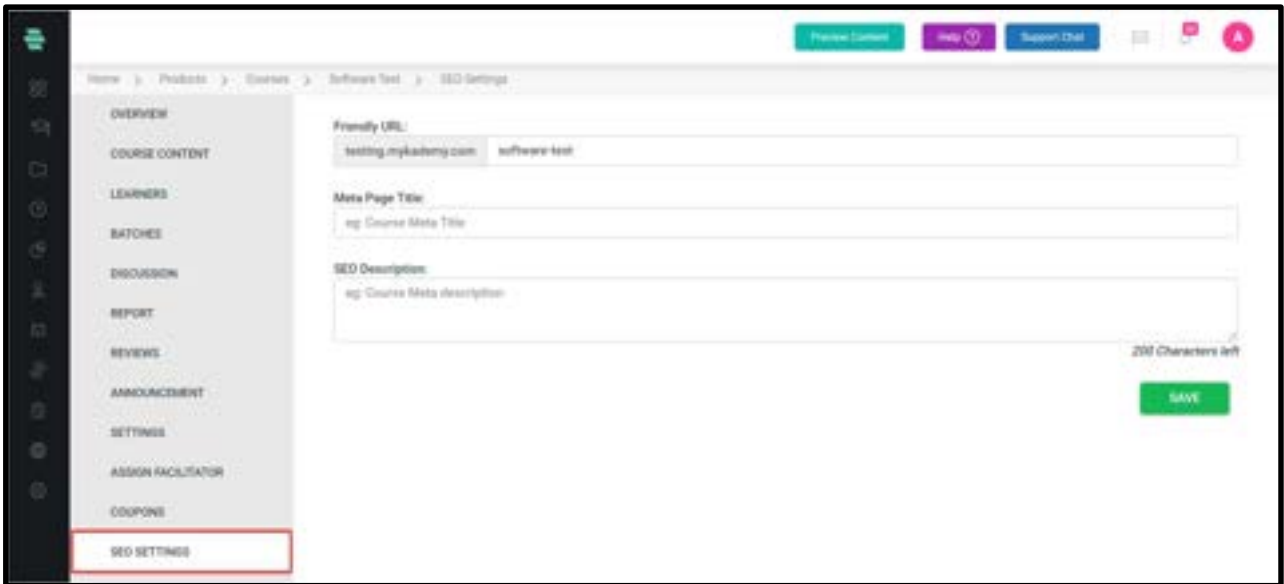 Preview Content Help Support Chat
A
Home > Products > Courses > Software Test > SEO Settings
OVERVIEW
COURSE CONTENT
LEARNERS
BATCHES
DISCUSSION
REPORT
REVIEWS
ANNOUNCEMENT
SETTINGS
ASSIGN FACILITATOR
COUPONS
SEO SETTINGS
Friendly URL:
testing.mykademy.com software-test
Meta Page Title:
eg: Course Meta Title
SEO Description:
eg: Course Meta description
200 Characters left
SAVE